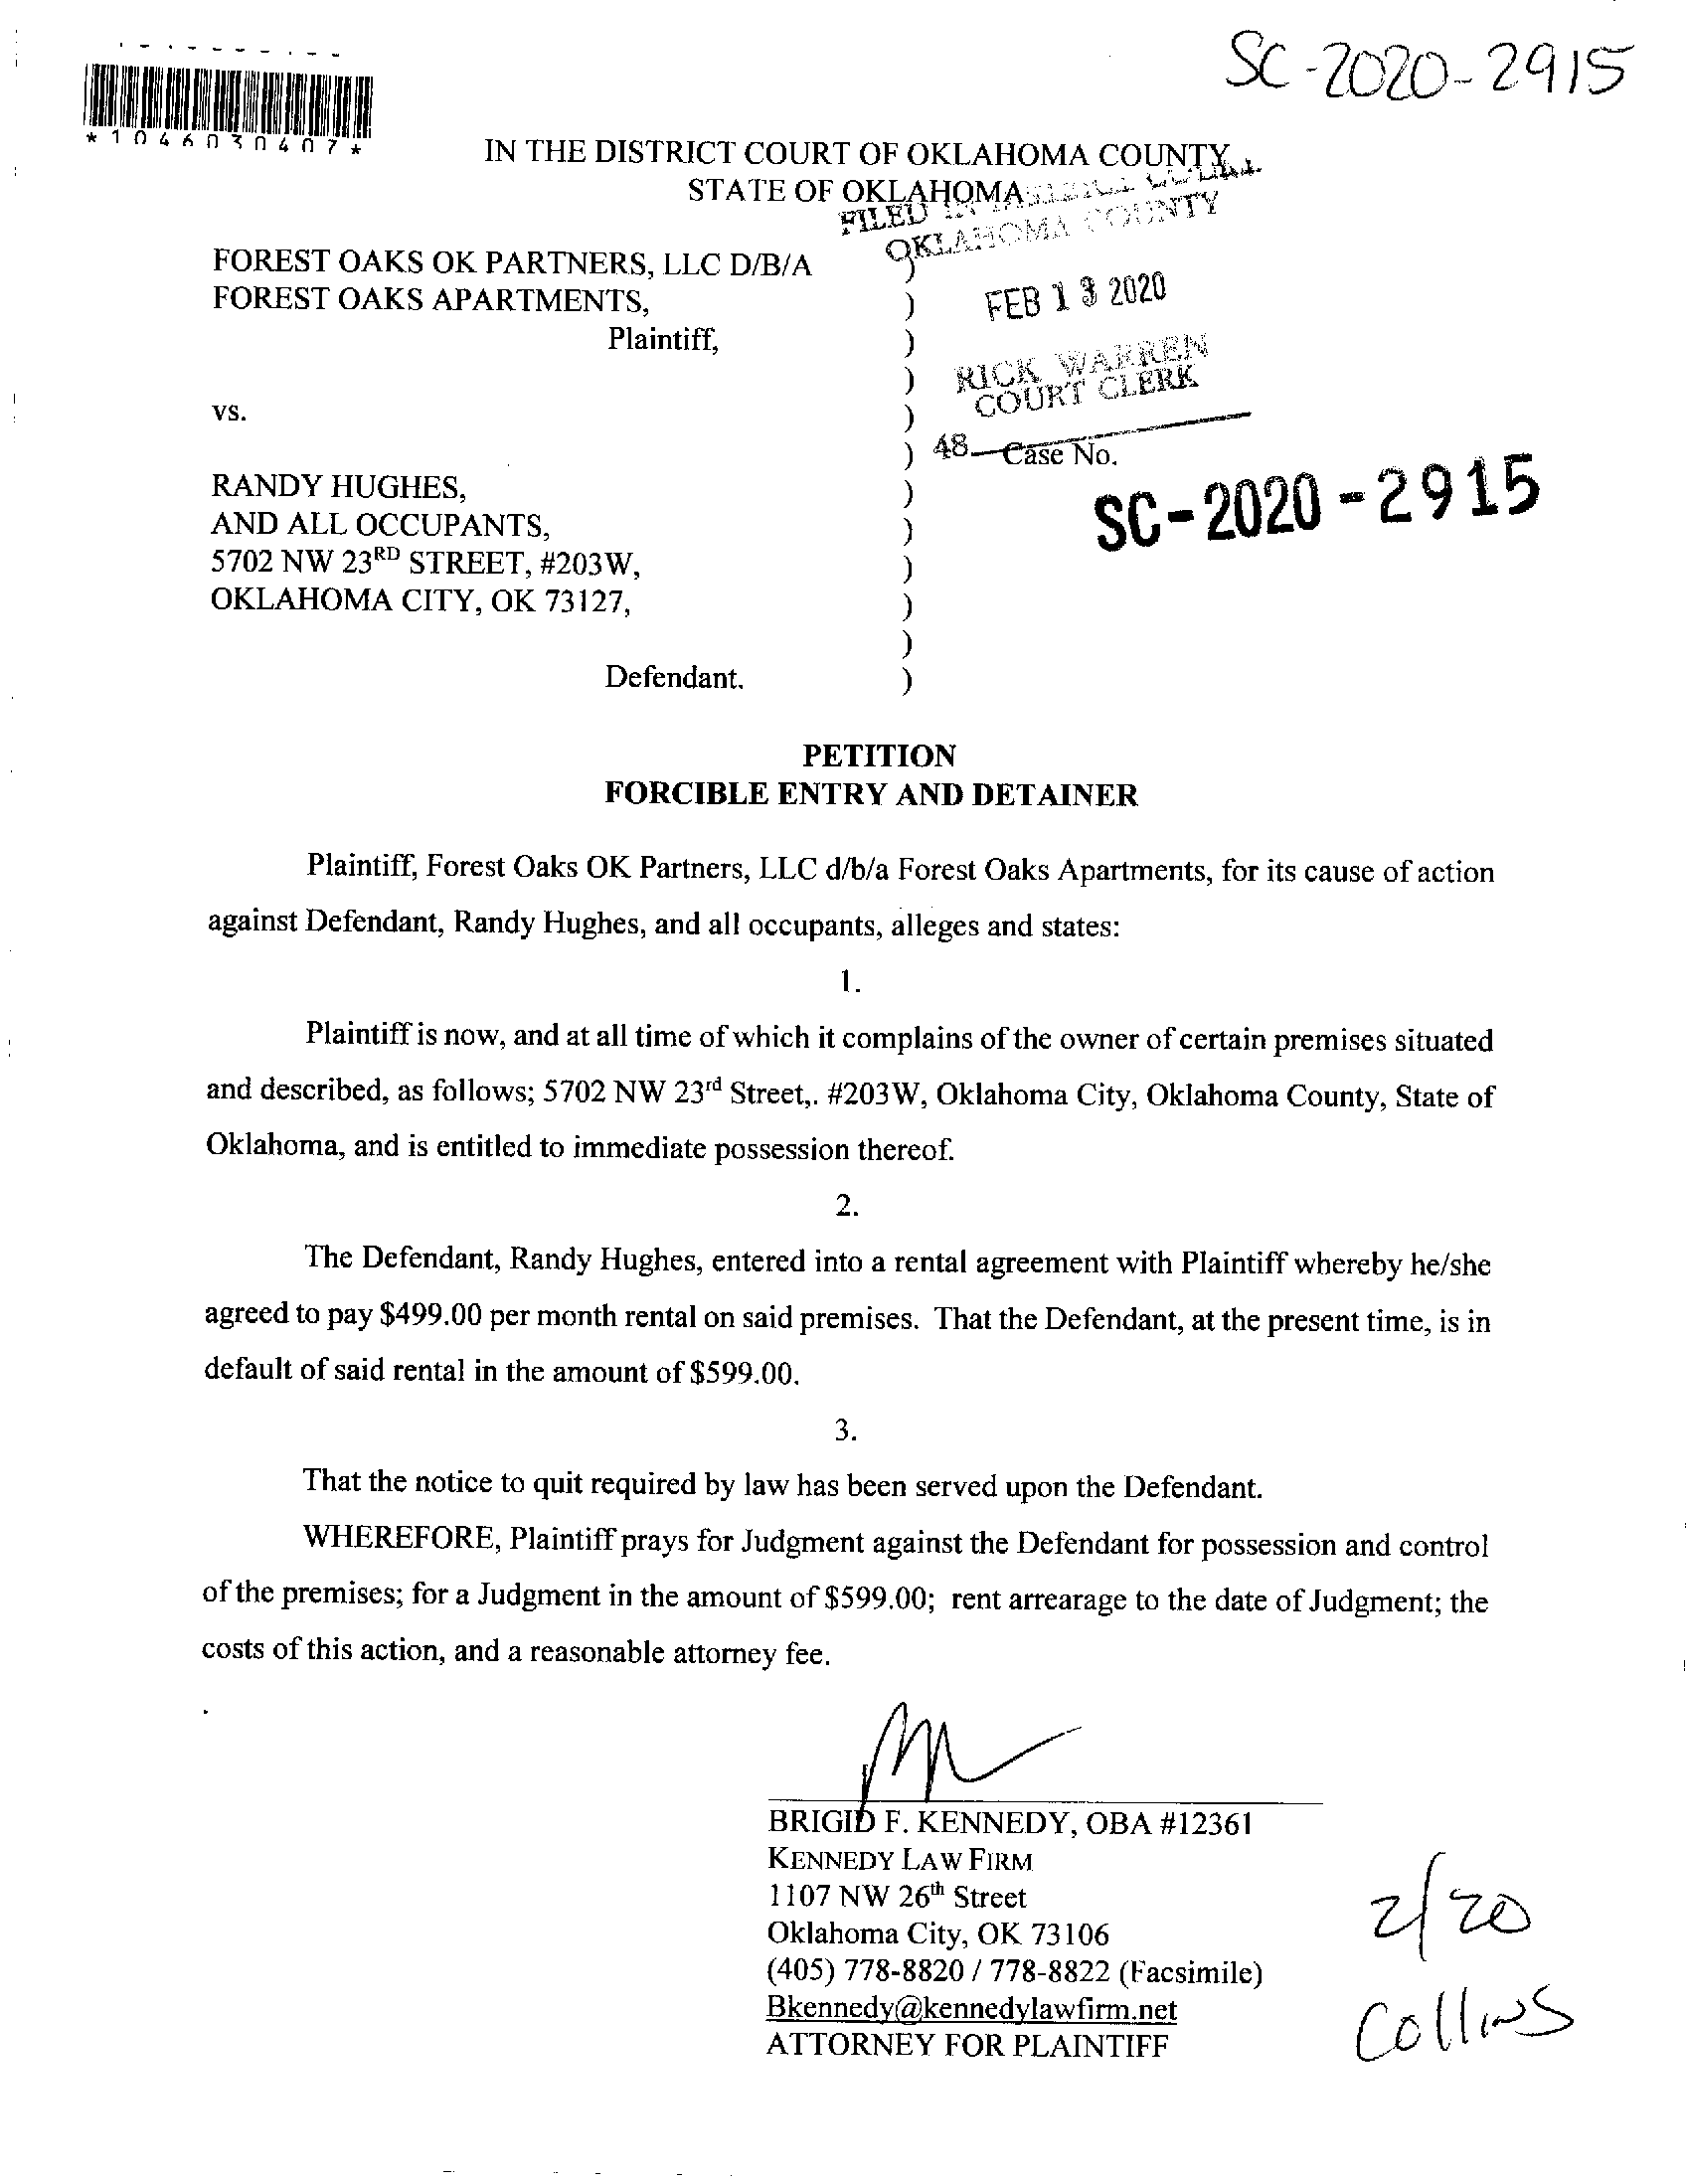 SC-2020-2915
*1046030407*
IN THE DISTRICT COURT OF OKLAHOMA COUNTY
STATE OF OKLAHOMA
FILED IN DISTRICT COURT
OKLAHOMA COUNTY
FOREST OAKS OK PARTNERS, LLC D/B/A )
FOREST OAKS APARTMENTS, )
FEB 13 2020
Plaintiff, )
RICK WARREN
COURT CLERK
)
vs. )
48 Case No.
)
SC-2020-2915
RANDY HUGHES, )
AND ALL OCCUPANTS, )
5702 NW 23RD STREET, #203W, )
OKLAHOMA CITY, OK 73127, )
)
Defendant. )
PETITION
FORCIBLE ENTRY AND DETAINER
Plaintiff, Forest Oaks OK Partners, LLC d/b/a Forest Oaks Apartments, for its cause of action
against Defendant, Randy Hughes, and all occupants, alleges and states:
1.
Plaintiff is now, and at all time of which it complains of the owner of certain premises situated
and described, as follows; 5702 NW 23rd Street,. #203W, Oklahoma City, Oklahoma County, State of
Oklahoma, and is entitled to immediate possession thereof.
2.
The Defendant, Randy Hughes, entered into a rental agreement with Plaintiff whereby he/she
agreed to pay $499.00 per month rental on said premises. That the Defendant, at the present time, is in
default of said rental in the amount of $599.00.
3.
That the notice to quit required by law has been served upon the Defendant.
WHEREFORE, Plaintiff prays for Judgment against the Defendant for possession and control
of the premises; for a Judgment in the amount of $599.00; rent arrearage to the date of Judgment; the
costs of this action, and a reasonable attorney fee.
BRIGID F. KENNEDY, OBA #12361
KENNEDY LAW FIRM
1107 NW 26th Street
Oklahoma City, OK 73106
(405) 778-8820 / 778-8822 (Facsimile)
Bkennedy@kennedylawfirm.net
ATTORNEY FOR PLAINTIFF
2/20
Collins